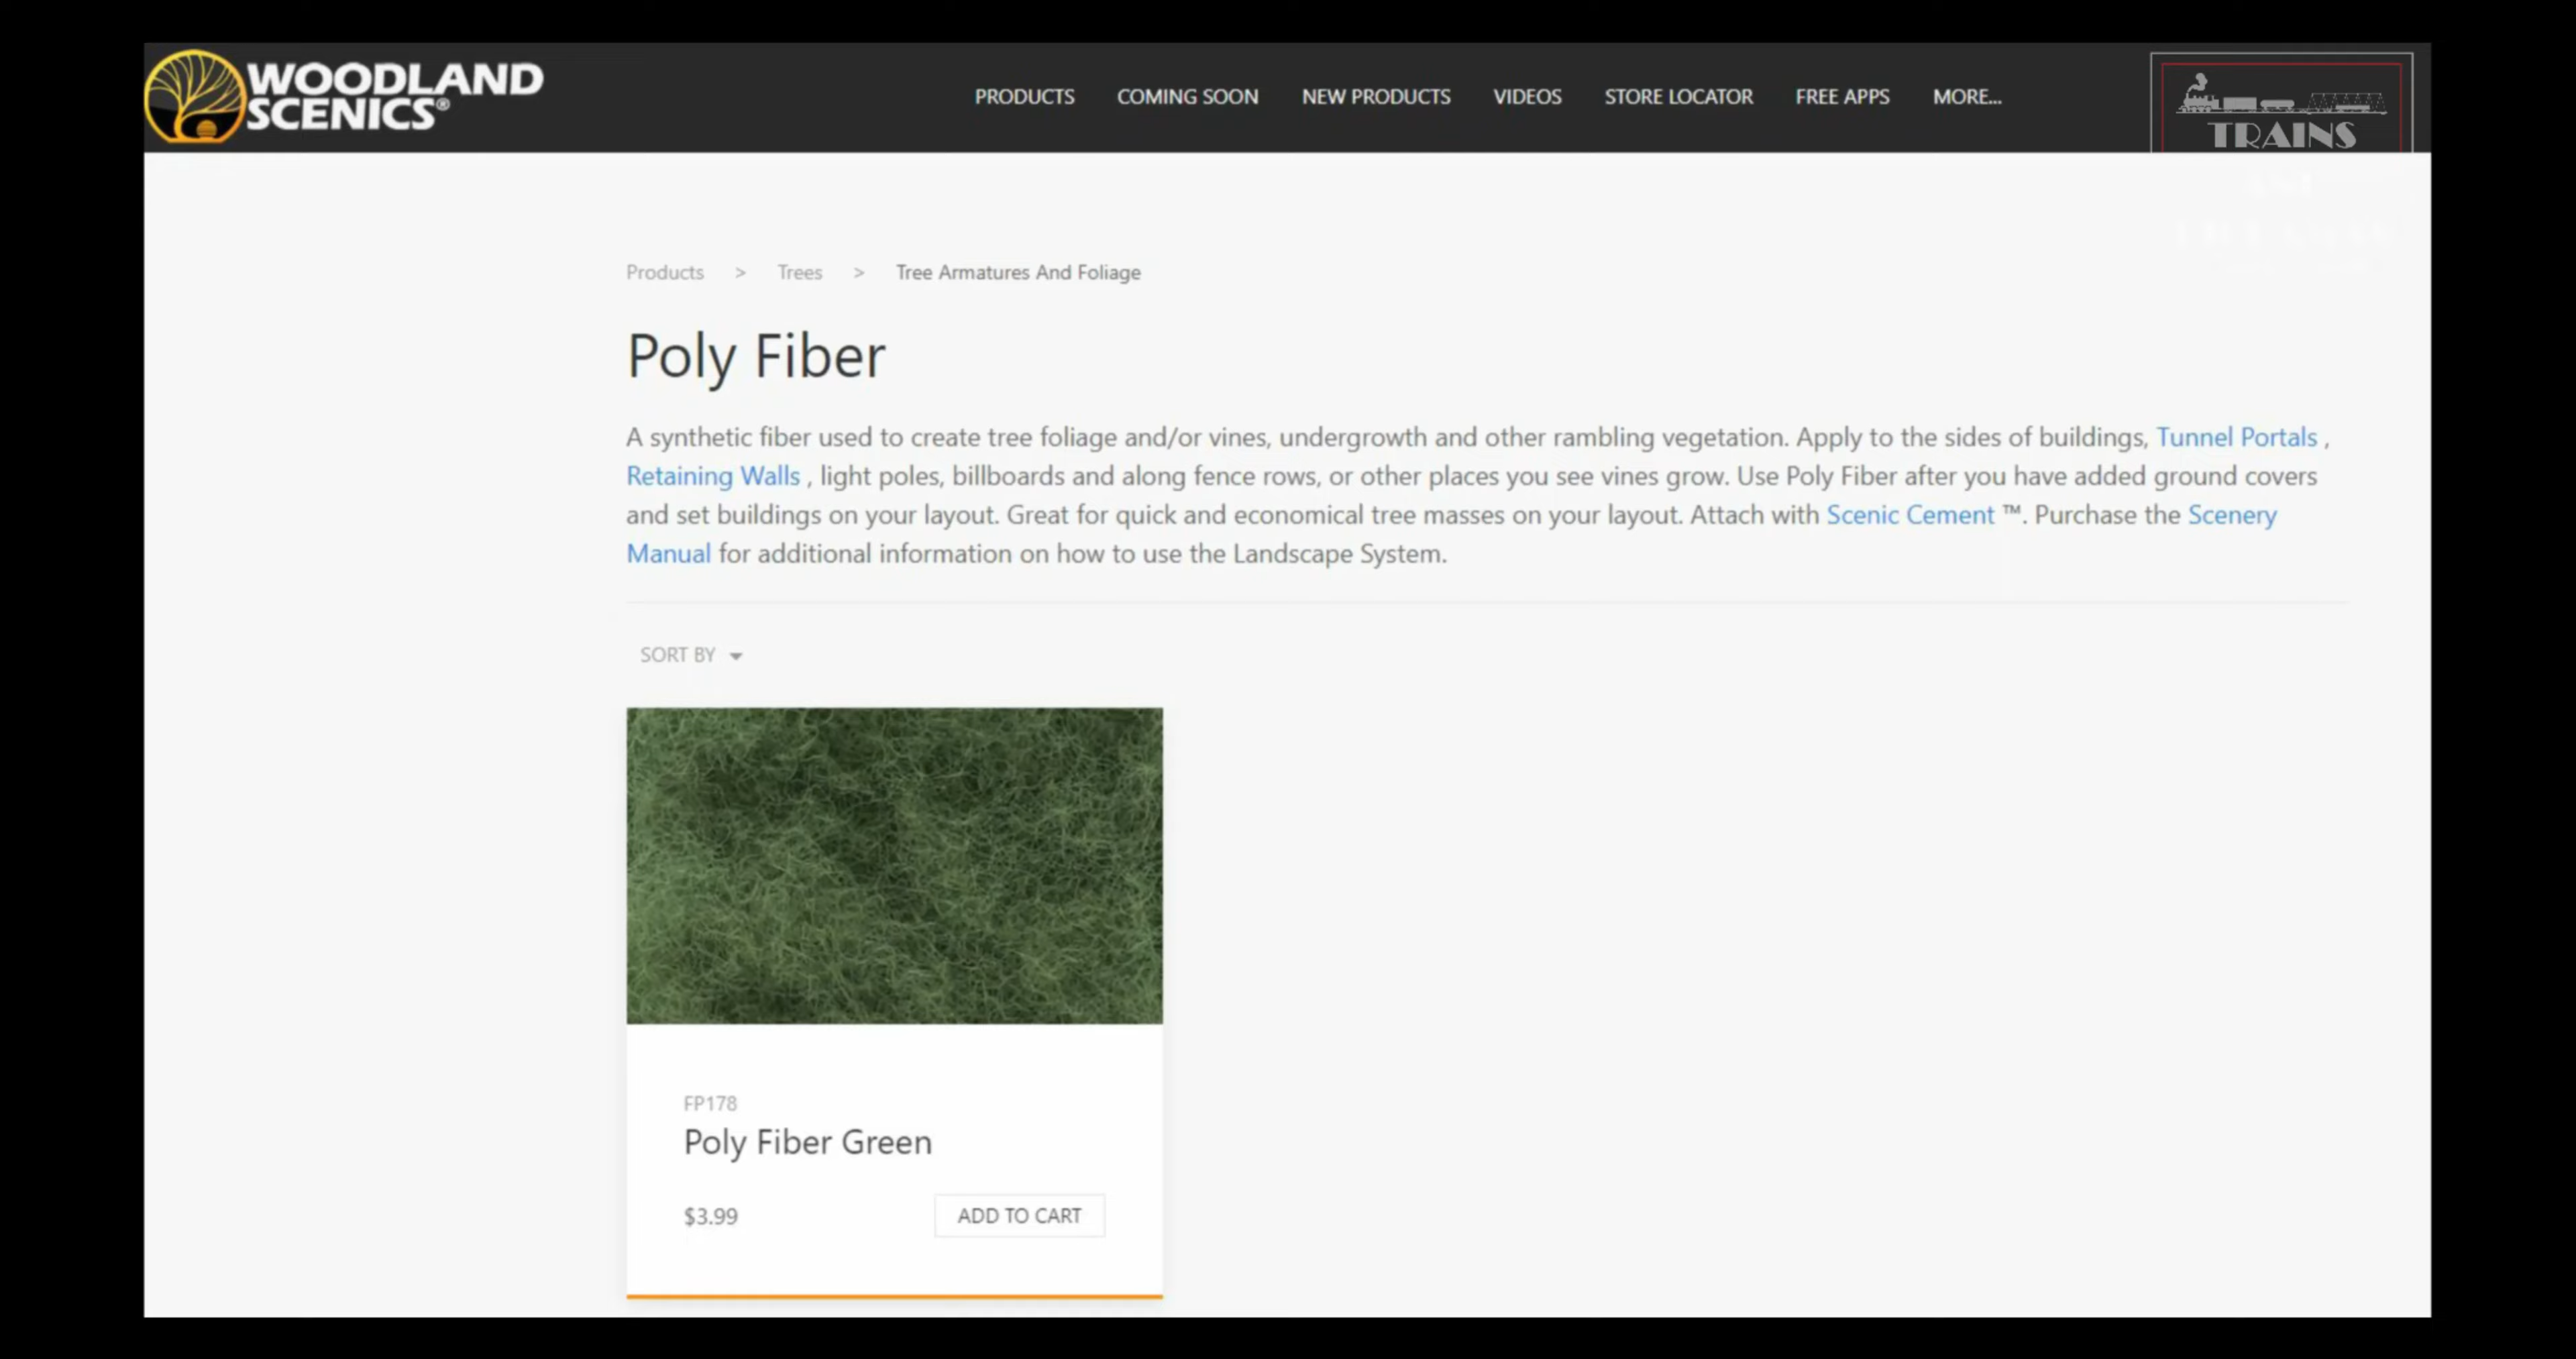 WOODLAND
SCENICS®
PRODUCTS COMING SOON NEW PRODUCTS VIDEOS STORE LOCATOR FREE APPS MORE...
TRAINS
Products > Trees > Tree Armatures And Foliage
Poly Fiber
A synthetic fiber used to create tree foliage and/or vines, undergrowth and other rambling vegetation. Apply to the sides of buildings, Tunnel Portals ,
Retaining Walls , light poles, billboards and along fence rows, or other places you see vines grow. Use Poly Fiber after you have added ground covers
and set buildings on your layout. Great for quick and economical tree masses on your layout. Attach with Scenic Cement ™. Purchase the Scenery
Manual for additional information on how to use the Landscape System.
SORT BY
FP178
Poly Fiber Green
$3.99 ADD TO CART